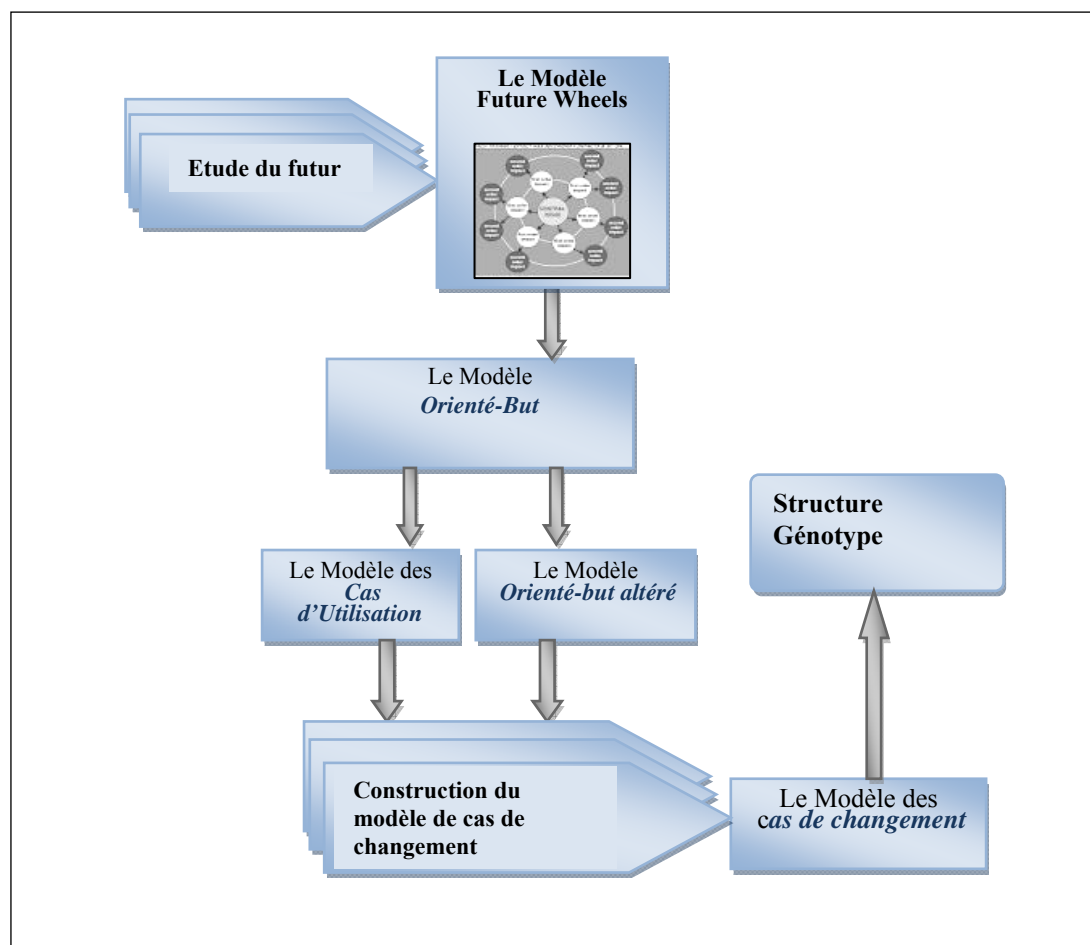 Le Modèle
Future Wheels
Etude du futur
Le Modèle
Orienté-But
Structure
Génotype
Le Modèle des
Cas
d'Utilisation
Le Modèle
Orienté-but altéré
Construction du
modèle de cas de
changement
Le Modèle des
cas de changement